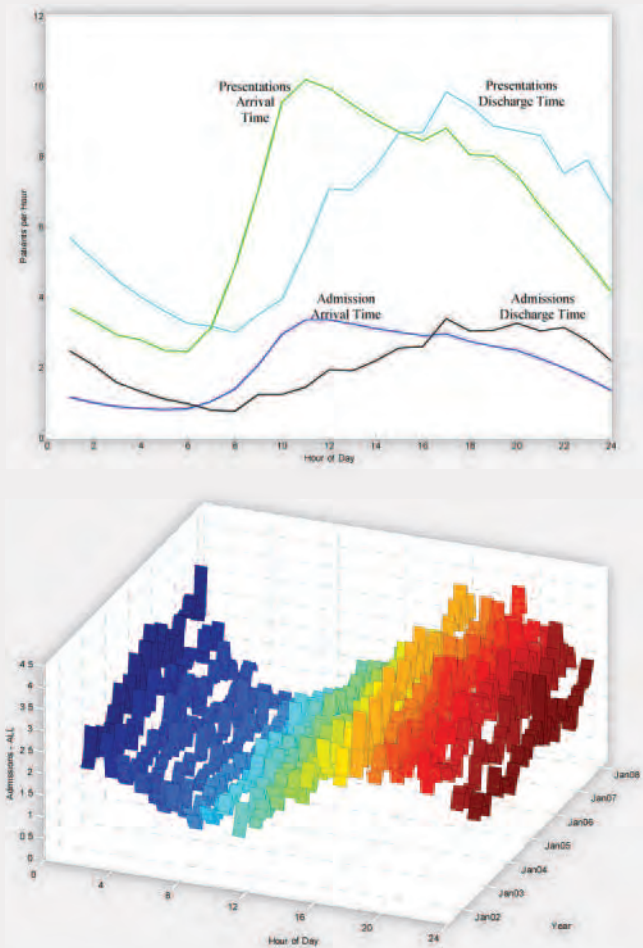 12
10
8
6
4
2
0
Patients per Hour
Presentations
Arrival
Time
Presentations
Discharge Time
Admission
Arrival Time
Admissions
Discharge Time
0 2 4 6 8 10 12 14 16 18 20 22 24
Hour of Day
4 5
4
3 5
3
2 5
2
1 5
1
0 5
0
Admissions - ALL
0
4
8
12
16
20
24
Hour of Day
Jan08
Jan07
Jan06
Jan05
Jan04
Jan03
Jan02
Year